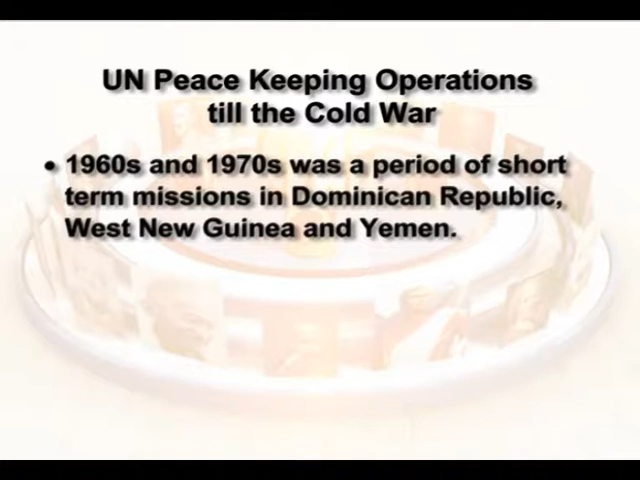 UN Peace Keeping Operations
till the Cold War
• 1960s and 1970s was a period of short
term missions in Dominican Republic,
West New Guinea and Yemen.